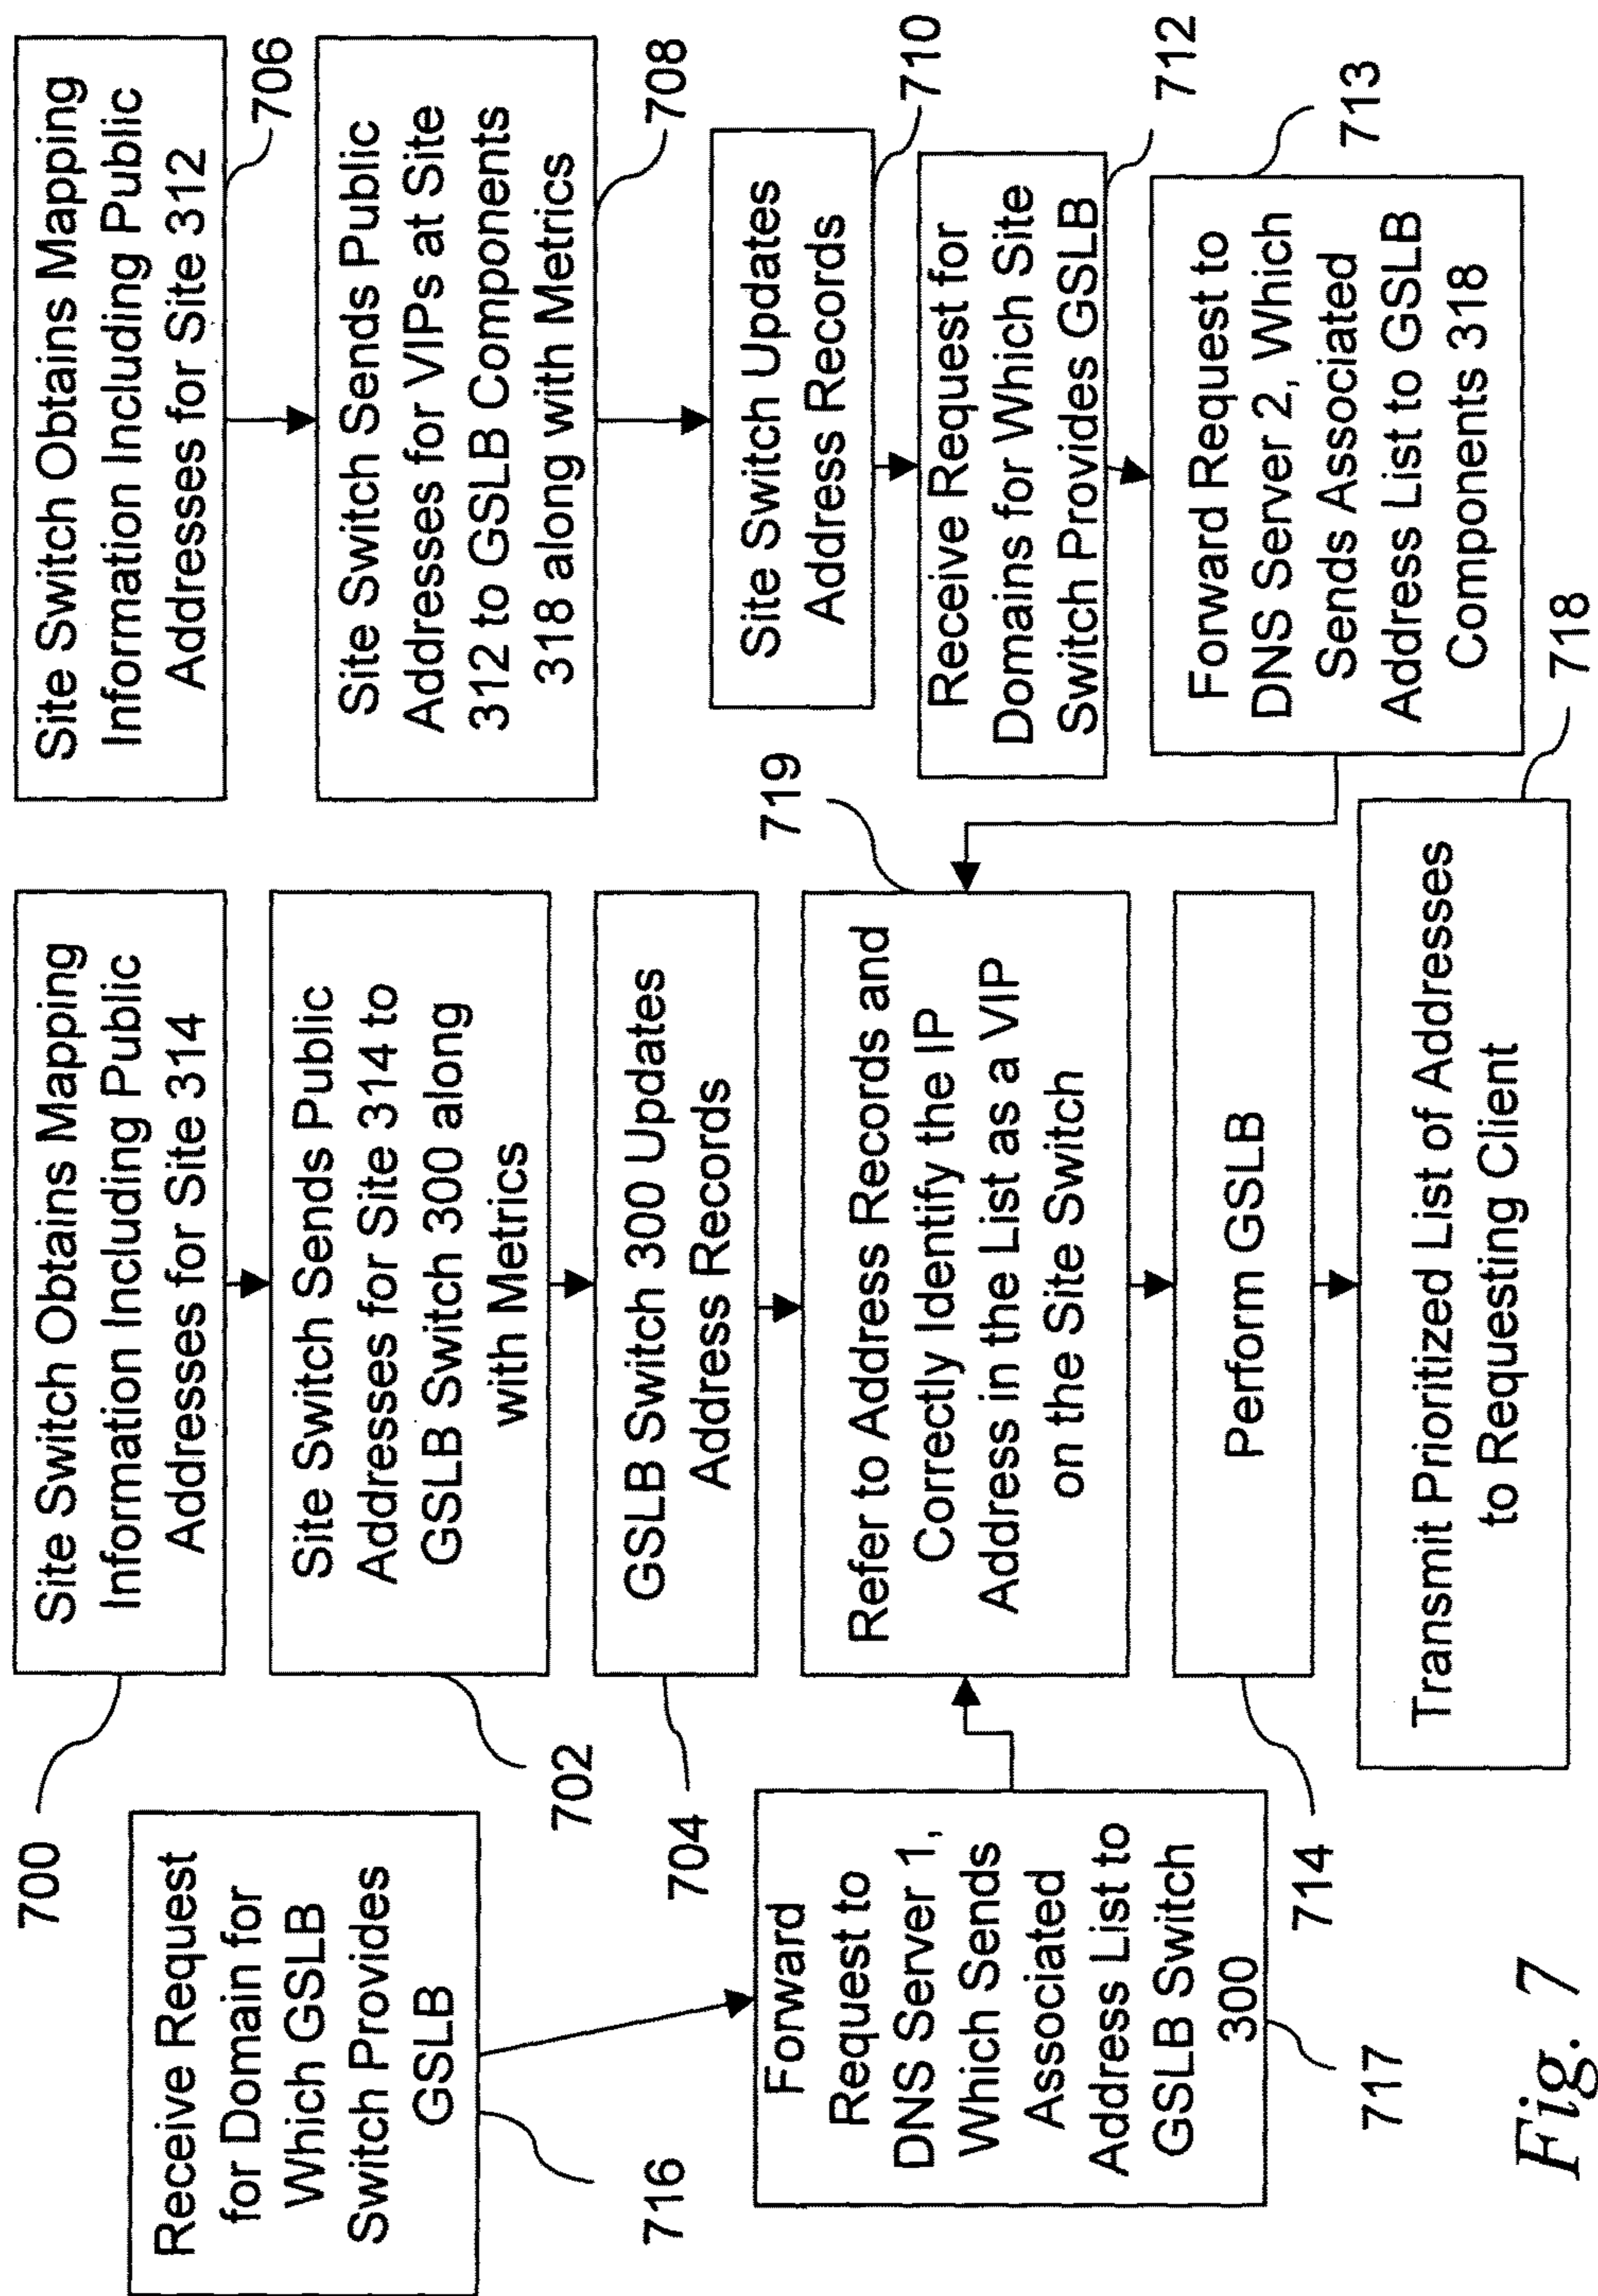 Receive Request
for Domain for
Which GSLB
Switch Provides
GSLB
716
Forward
Request to
DNS Server 1,
Which Sends
Associated
Address List to
GSLB Switch
300
717
700
Site Switch Obtains Mapping
Information Including Public
Addresses for Site 314
702
Site Switch Sends Public
Addresses for Site 314 to
GSLB Switch 300 along
with Metrics
704
GSLB Switch 300 Updates
Address Records
719
Refer to Address Records and
Correctly Identify the IP
Address in the List as a VIP
on the Site Switch
714
Perform GSLB
718
Transmit Prioritized List of Addresses
to Requesting Client
Site Switch Obtains Mapping
Information Including Public
Addresses for Site 312
706
Site Switch Sends Public
Addresses for VIPs at Site
312 to GSLB Components
318 along with Metrics
708
Site Switch Updates
Address Records
710
Receive Request for
Domains for Which Site
Switch Provides GSLB
712
Forward Request to
DNS Server 2, Which
Sends Associated
Address List to GSLB
Components 318
713
Fig. 7